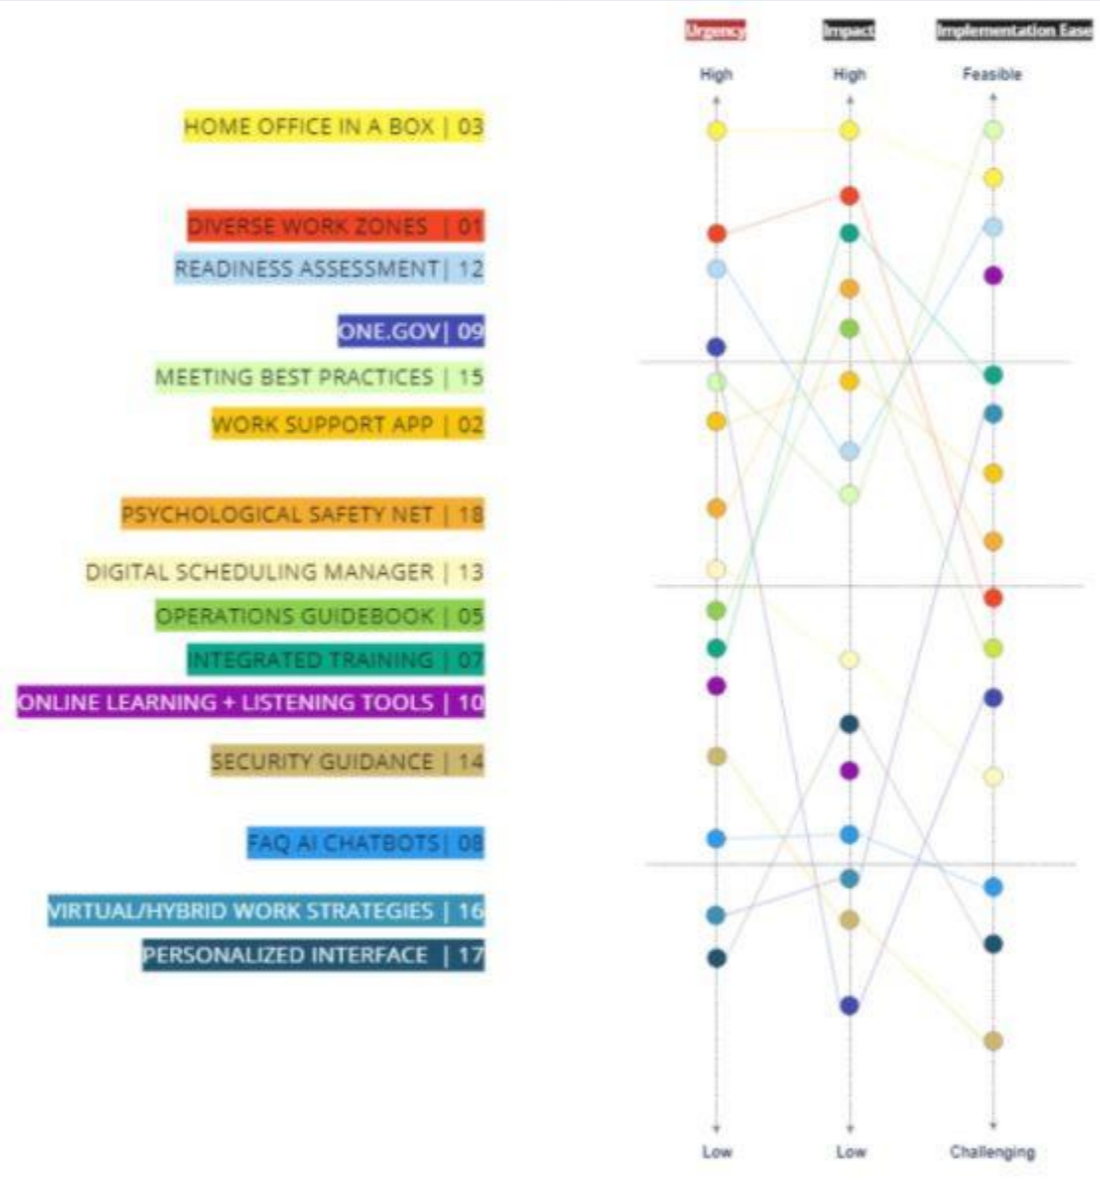 Urgency Impact Implementation Ease
High High Feasible
HOME OFFICE IN A BOX | 03
DIVERSE WORK ZONES | 01
READINESS ASSESSMENT| 12
ONE.GOV| 09
MEETING BEST PRACTICES | 15
WORK SUPPORT APP | 02
PSYCHOLOGICAL SAFETY NET | 18
DIGITAL SCHEDULING MANAGER | 13
OPERATIONS GUIDEBOOK | 05
INTEGRATED TRAINING | 07
ONLINE LEARNING + LISTENING TOOLS | 10
SECURITY GUIDANCE | 14
FAQ AI CHATBOTS| 08
VIRTUAL/HYBRID WORK STRATEGIES | 16
PERSONALIZED INTERFACE | 17
Low Low Challenging